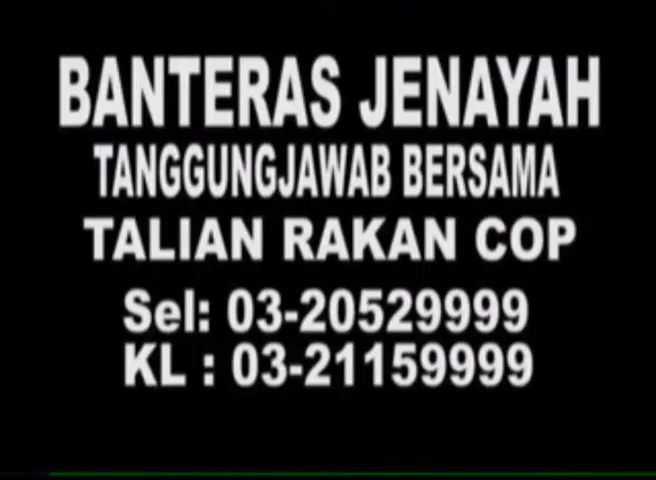 BANTERAS JENAYAH
TANGGUNGJAWAB BERSAMA
TALIAN RAKAN COP
Sel: 03-20529999
KL : 03-21159999